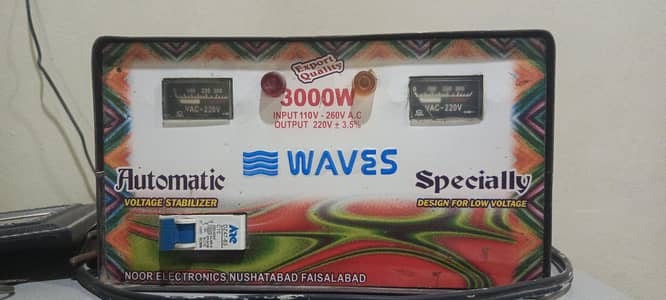 Export
Quality
3000W
INPUT 110V - 260V A.C
OUTPUT 220V ± 3.5%
VAC-220V
VAC-220V
WAVES
Automatic
VOLTAGE STABILIZER
Specially
DESIGN FOR LOW VOLTAGE
NOOR ELECTRONICS NUSHATABAD FAISALABAD